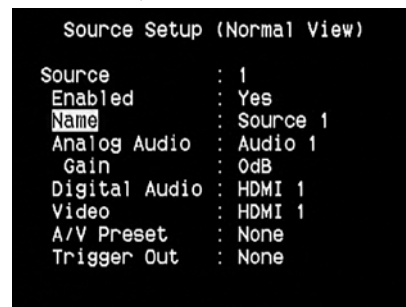 Source Setup (Normal View)
Source : 1
Enabled : Yes
Name : Source 1
Analog Audio : Audio 1
Gain : 0dB
Digital Audio : HDMI 1
Video : HDMI 1
A/V Preset : None
Trigger Out : None